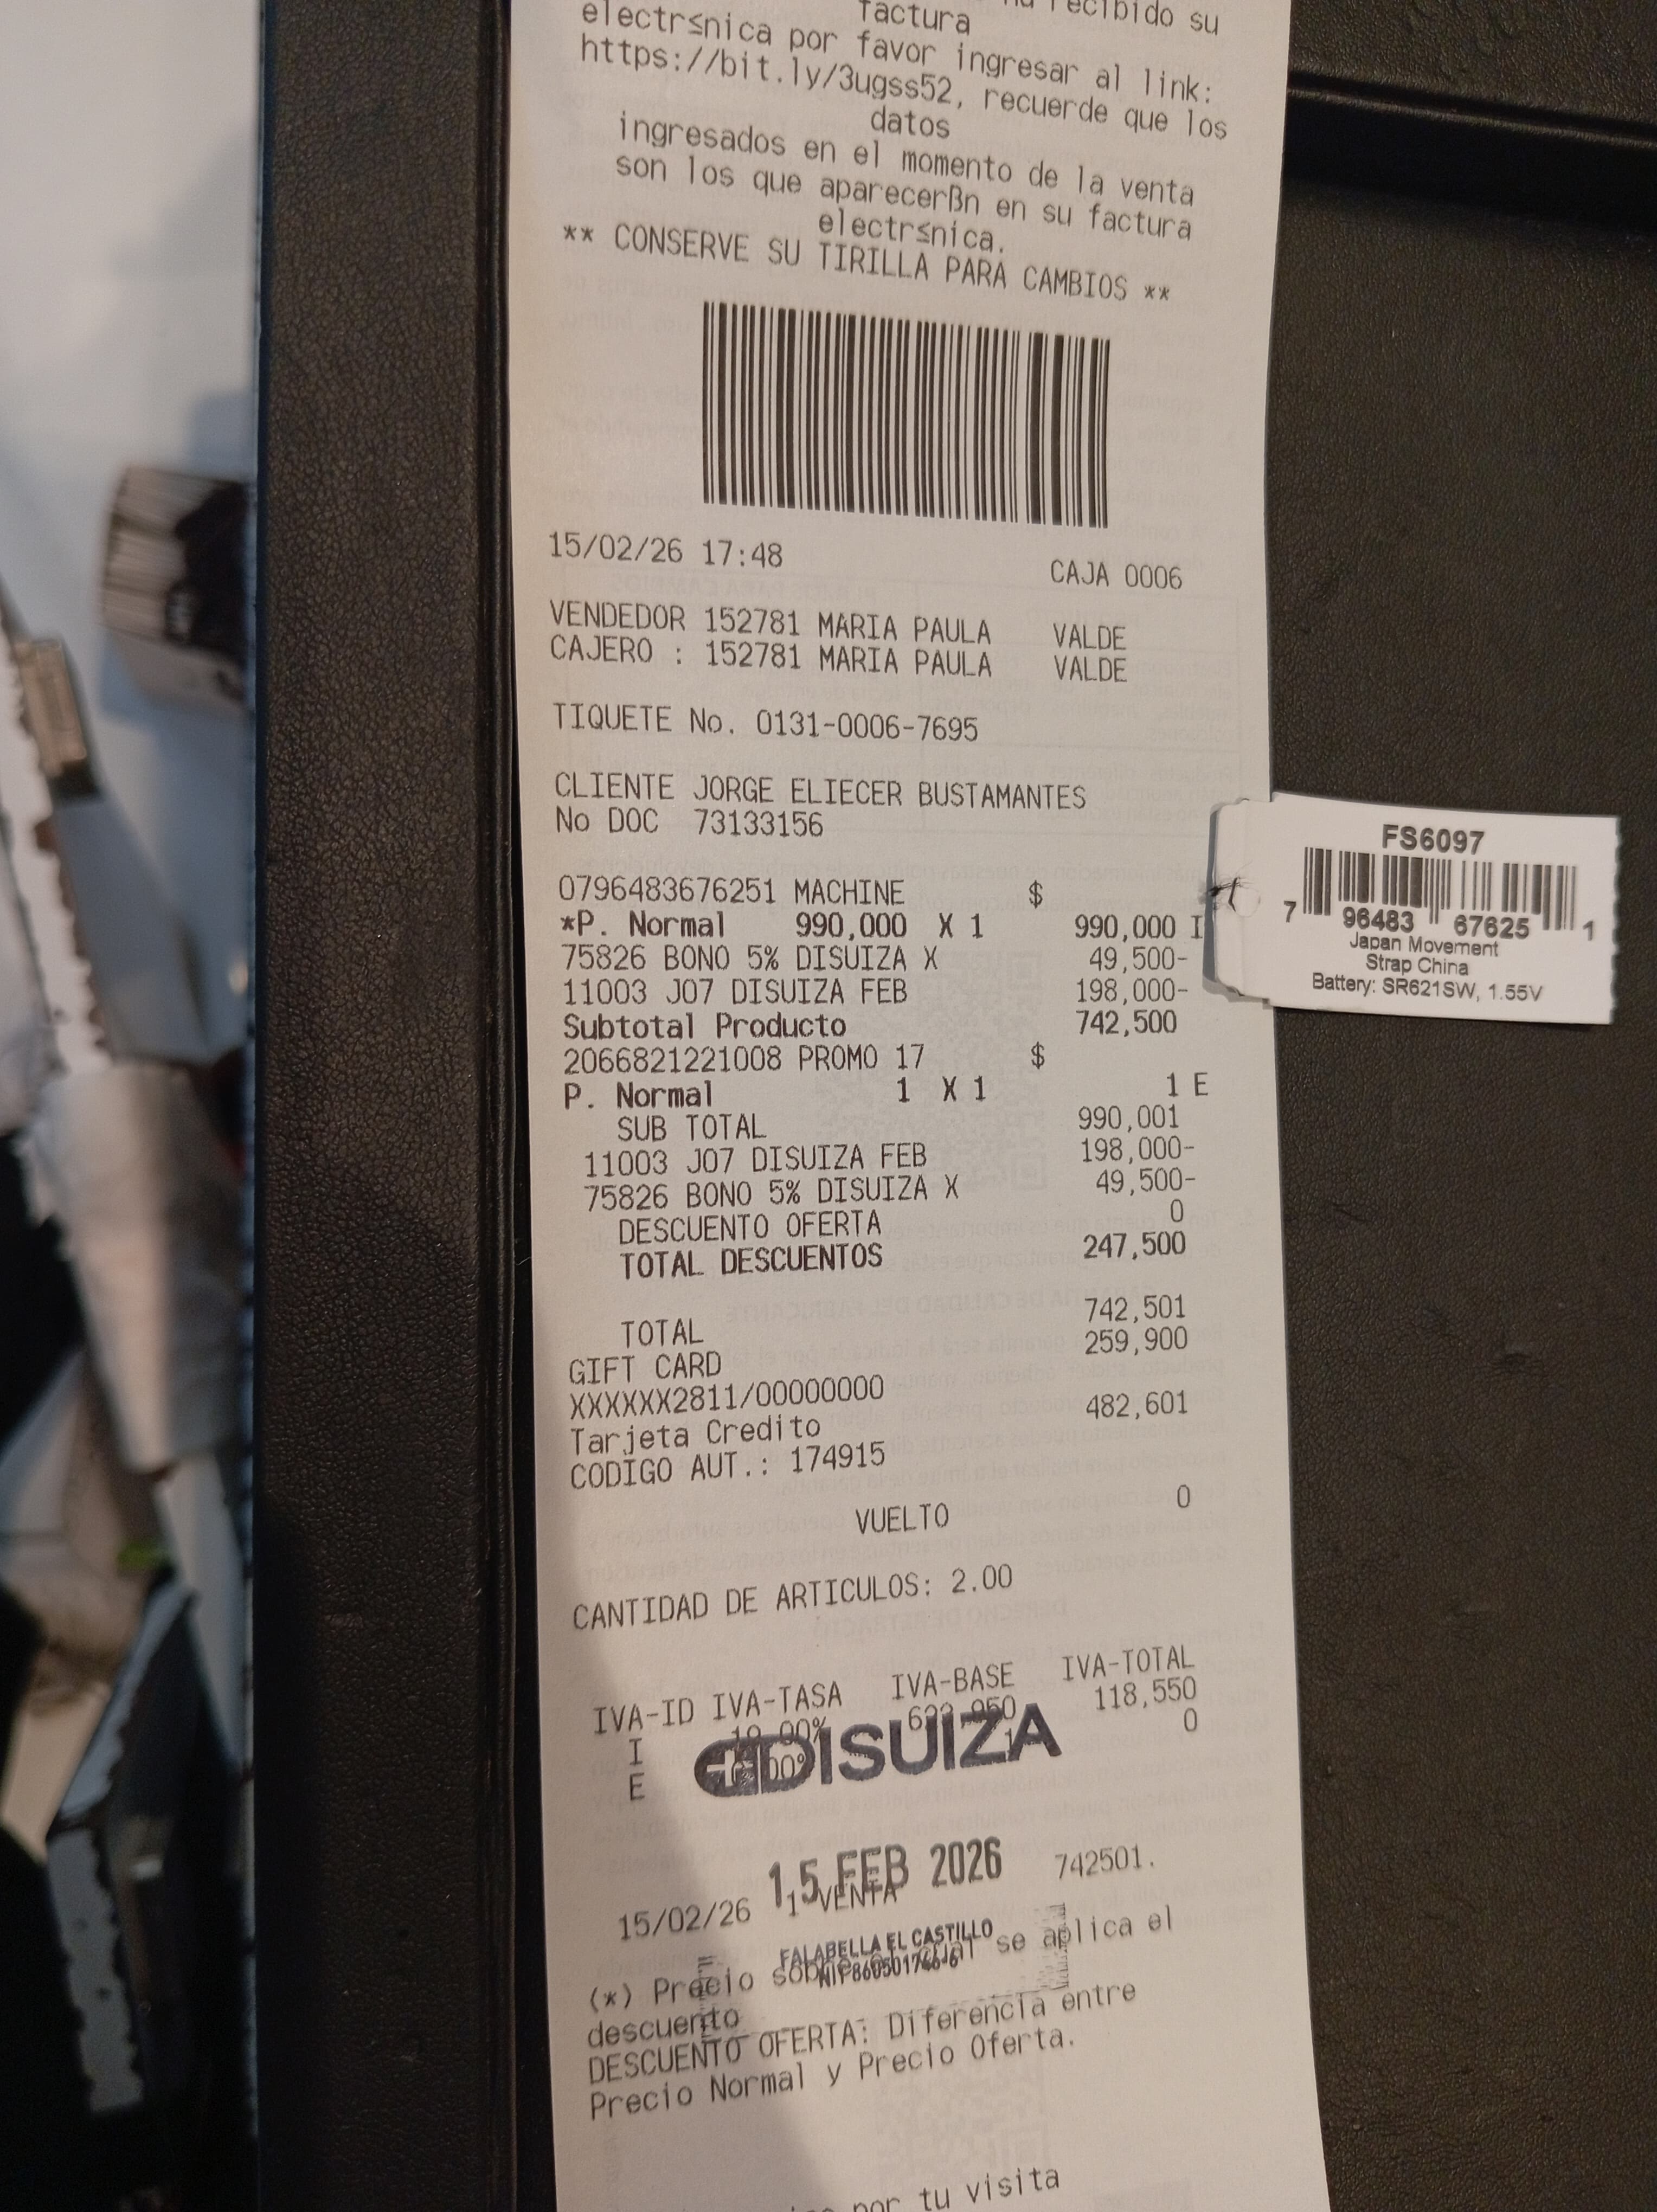 recibido su
factura
electr≤nica por favor ingresar al link:
https://bit.ly/3ugss52, recuerde que los
datos
ingresados en el momento de la venta
son los que aparecerßn en su factura
electr≤nica.
** CONSERVE SU TIRILLA PARA CAMBIOS **
15/02/26 17:48 CAJA 0006
VENDEDOR 152781 MARIA PAULA VALDE
CAJERO : 152781 MARIA PAULA VALDE
TIQUETE No. 0131-0006-7695
CLIENTE JORGE ELIECER BUSTAMANTES
No DOC 73133156
0796483676251 MACHINE $
*P. Normal 990,000 X 1 990,000 I
75826 BONO 5% DISUIZA X 49,500-
11003 J07 DISUIZA FEB 198,000-
Subtotal Producto 742,500
2066821221008 PROMO 17 $
P. Normal 1 X 1 1 E
SUB TOTAL 990,001
11003 J07 DISUIZA FEB 198,000-
75826 BONO 5% DISUIZA X 49,500-
DESCUENTO OFERTA 0
TOTAL DESCUENTOS 247,500
TOTAL 742,501
GIFT CARD 259,900
XXXXXX2811/00000000
Tarjeta Credito 482,601
CODIGO AUT.: 174915
VUELTO 0
CANTIDAD DE ARTICULOS: 2.00
IVA-ID IVA-TASA IVA-BASE IVA-TOTAL
I 118,550
E 0
DISUIZA
15 FEB 2026
15/02/26 1 VENTA 742501.
FALABELLA EL CASTILLO
NIT 860501746-6
(*) Precio sobre el cual se aplica el
descuento
DESCUENTO OFERTA: Diferencia entre
Precio Normal y Precio Oferta.
por tu visita
FS6097
7 96483 67625 1
Japan Movement
Strap China
Battery: SR621SW, 1.55V